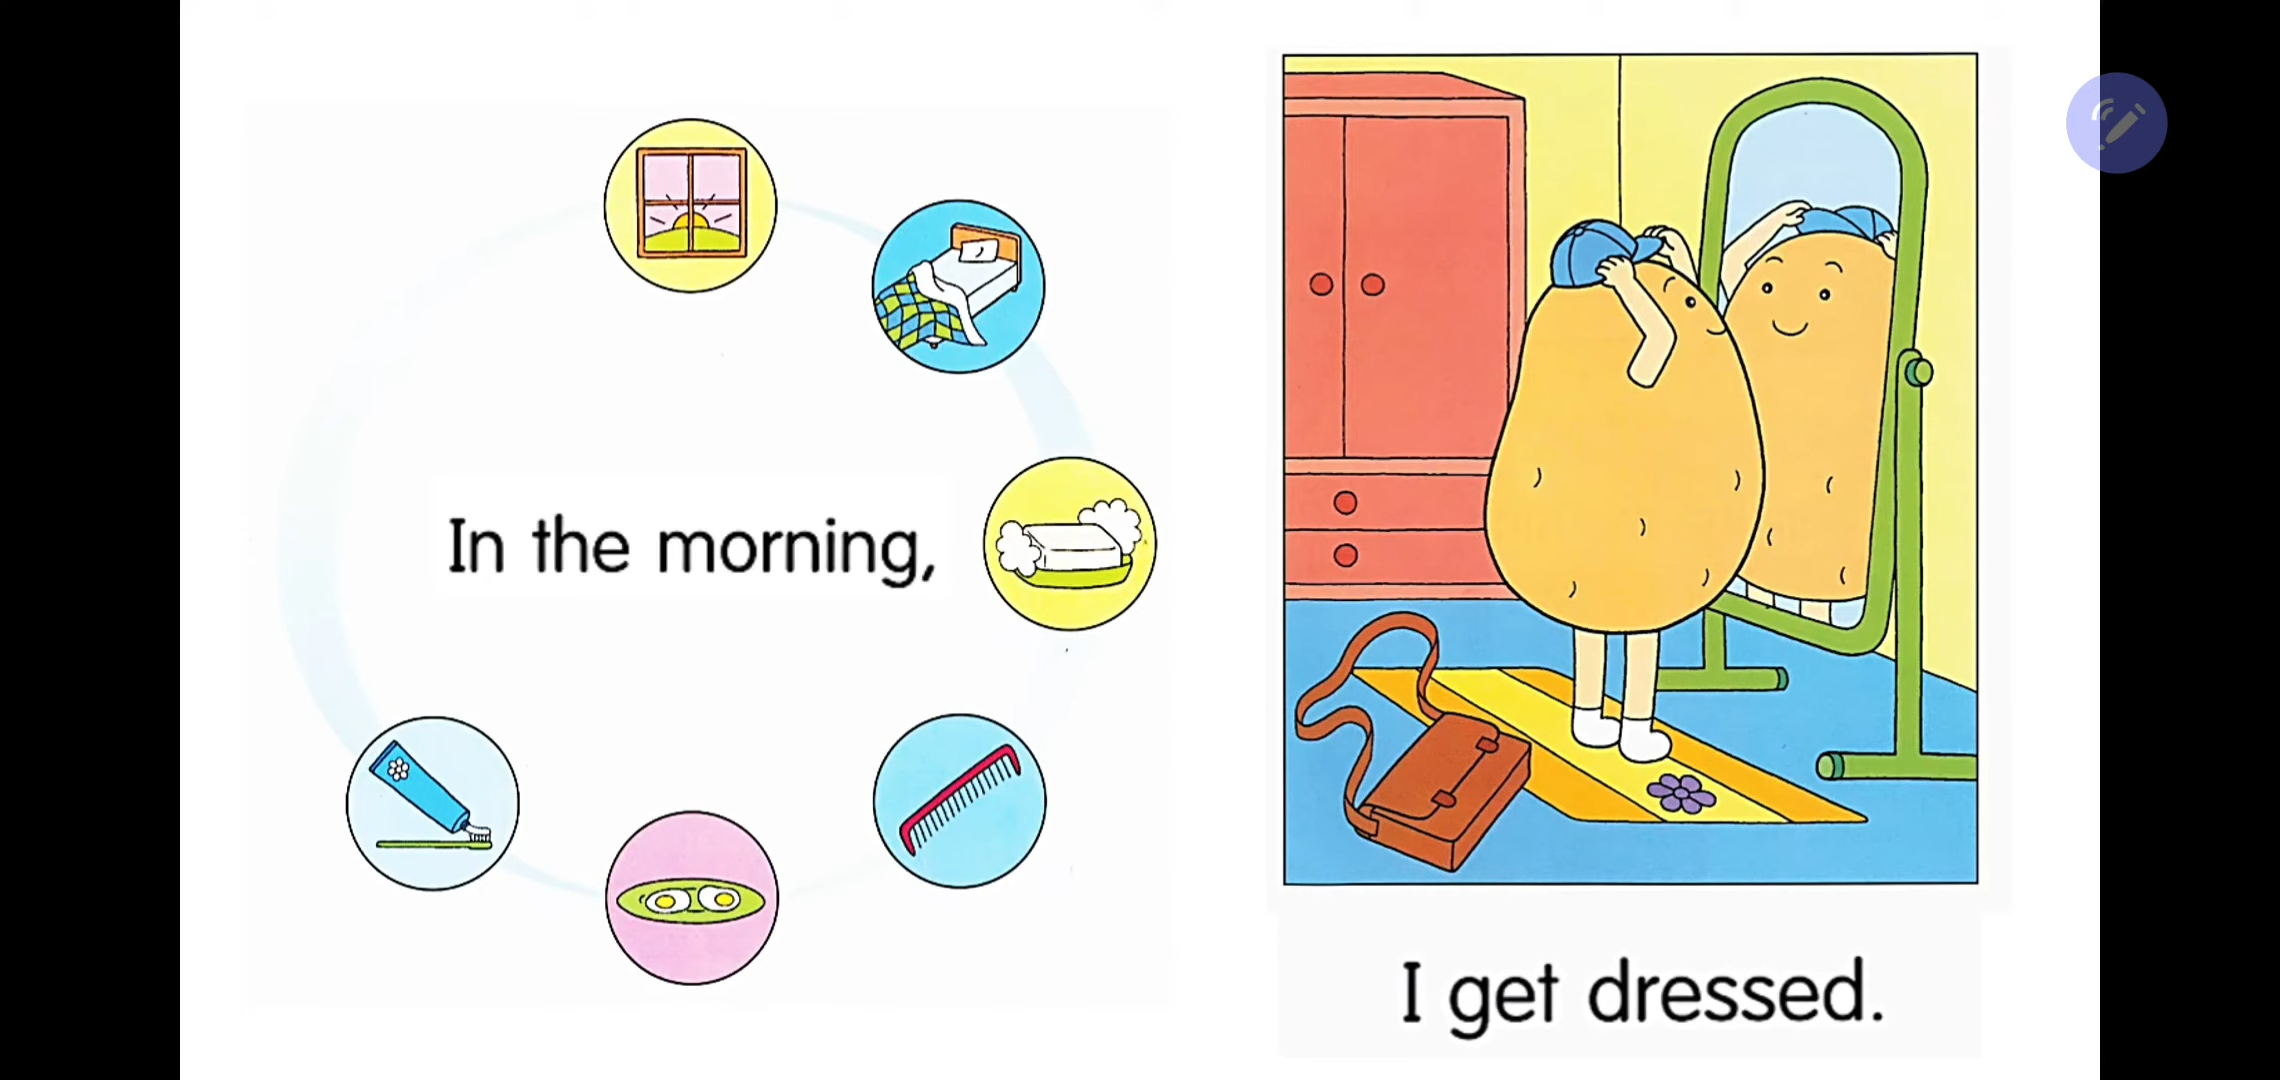 In the morning,
I get dressed.